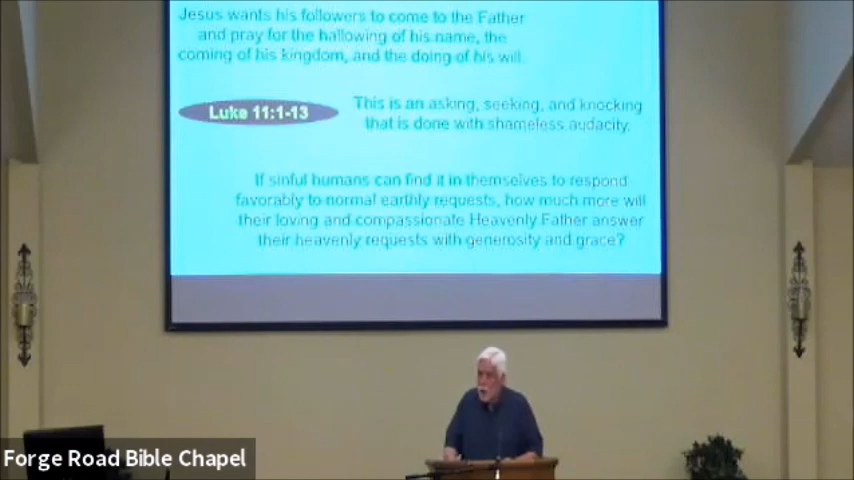 Jesus wants his followers to come to the Father
and pray for the hallowing of his name, the
coming of his kingdom, and the doing of his will.
Luke 11:1-13
This is an asking, seeking, and knocking
that is done with shameless audacity.
If sinful humans can find it in themselves to respond
favorably to normal earthly requests, how much more will
their loving and compassionate Heavenly Father answer
their heavenly requests with generosity and grace?
Forge Road Bible Chapel